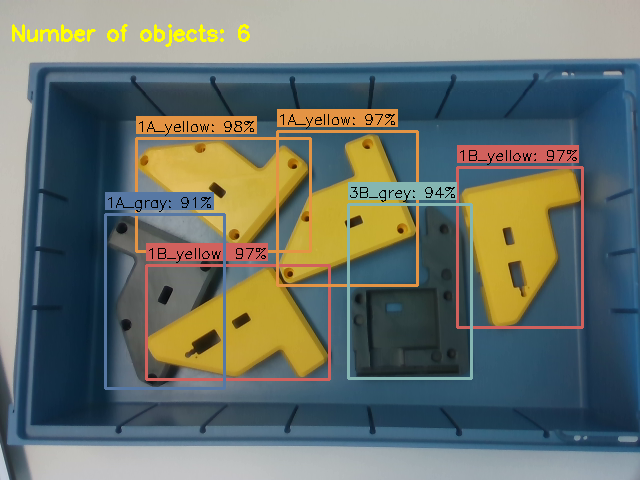 Number of objects: 6
1A_yellow: 98%
1A_yellow: 97%
1B_yellow: 97%
3B_grey: 94%
1A_gray: 91%
1B_yellow: 97%